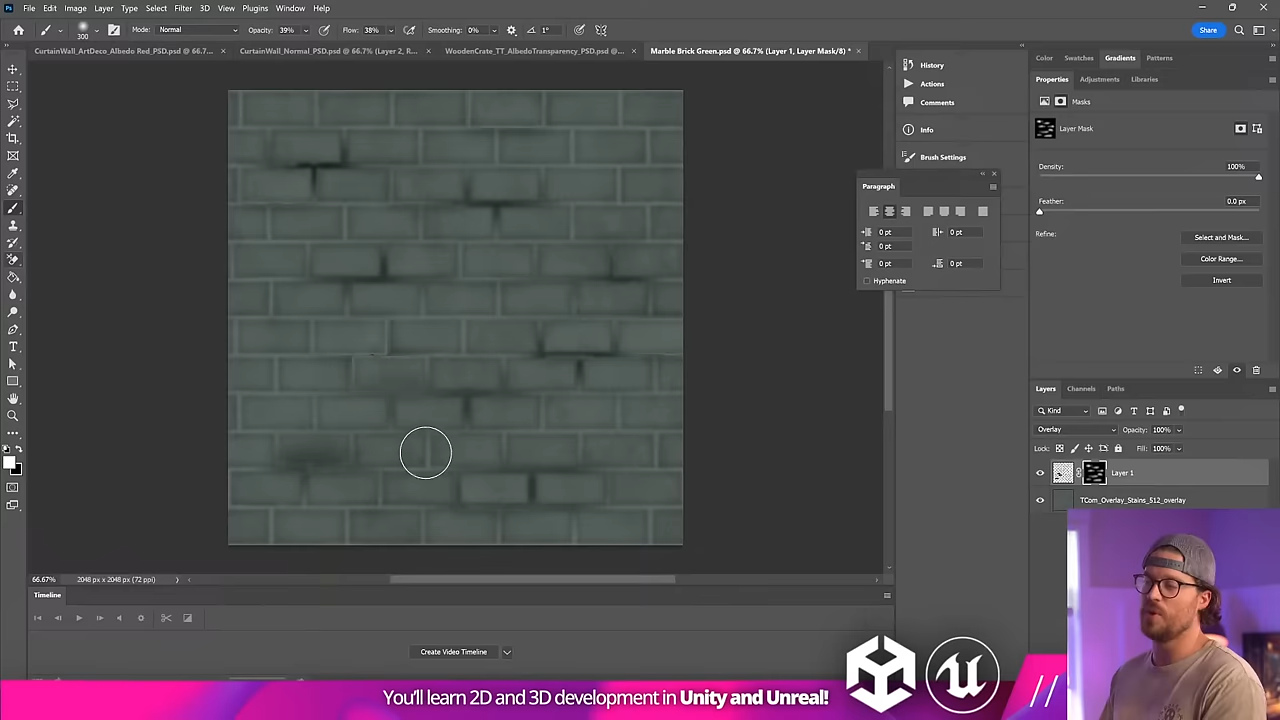 Ps File Edit Image Layer Type Select Filter 3D View Plugins Window Help
300 Mode: Normal Opacity: 39% Flow: 38% Smoothing: 0% 1° Share
CurtainWall_ArtDeco_Albedo Red_PSD.psd @ 66.7... × CurtainWall_Normal_PSD.psd @ 66.7% (Layer 2, R... × WoodenCrate_TT_AlbedoTransparency_PSD.psd @... × Marble Brick Green.psd @ 66.7% (Layer 1, Layer Mask/8) * ×
History
Actions
Comments
Info
Brush Settings
Paragraph
0 pt 0 pt
0 pt
0 pt 0 pt
Hyphenate
Color Swatches Gradients Patterns
Properties Adjustments Libraries
Masks
Layer Mask
Density: 100%
Feather: 0.0 px
Refine: Select and Mask...
Color Range...
Invert
Layers Channels Paths
Kind
Overlay Opacity: 100%
Lock: Fill: 100%
Layer 1
TCom_Overlay_Stains_512_overlay
66.67% 2048 px x 2048 px (72 ppi)
Timeline
Create Video Timeline
You'll learn 2D and 3D development in Unity and Unreal!
//